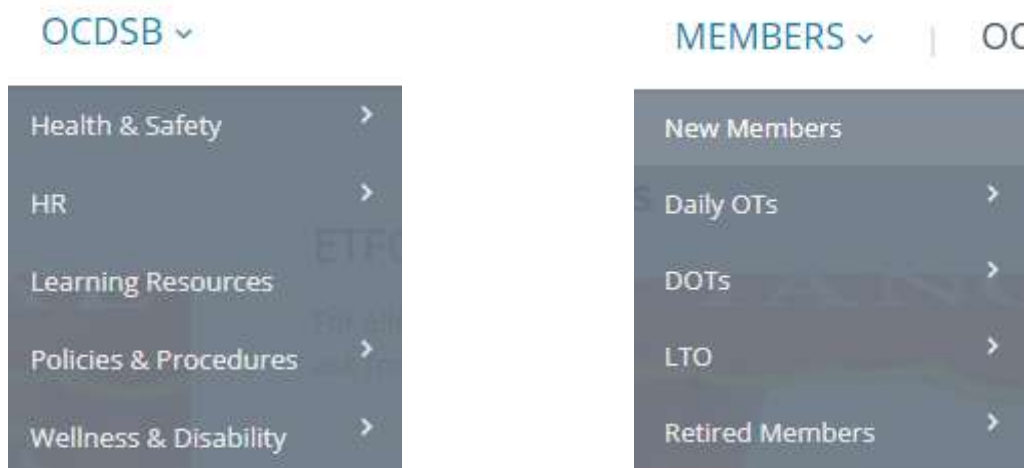 OCDSB
Health & Safety
HR
Learning Resources
Policies & Procedures
Wellness & Disability
MEMBERS | OC
New Members
Daily OTs
DOTs
LTO
Retired Members